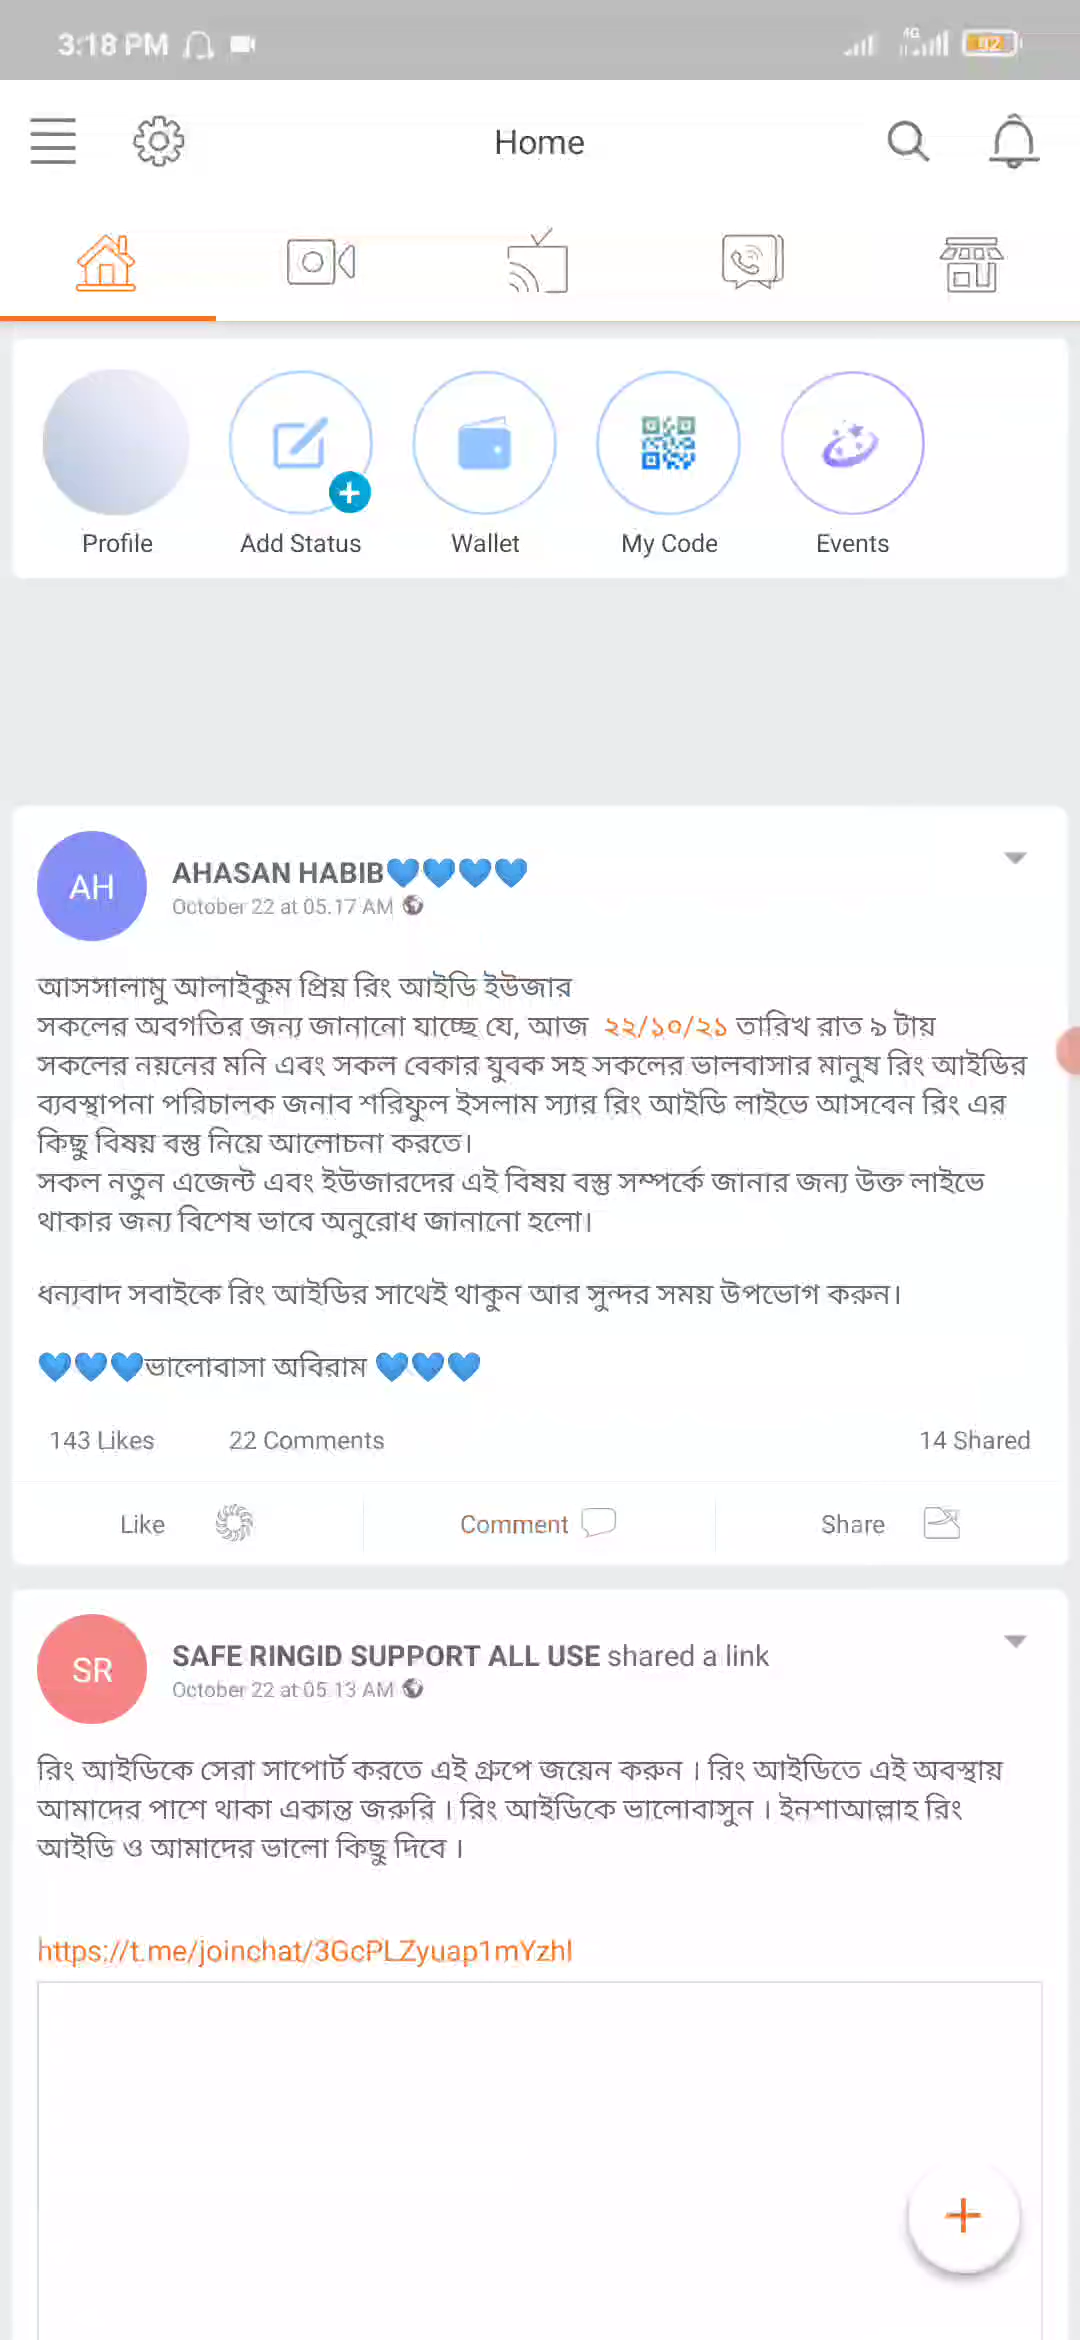 3:18 PM
4G
92
Home
Profile
Add Status
Wallet
My Code
Events
AH
AHASAN HABIB💙💙💙💙
October 22 at 05.17 AM
আসসালামু আলাইকুম প্রিয় রিং আইডি ইউজার
সকলের অবগতির জন্য জানানো যাচ্ছে যে, আজ ২২/১০/২১ তারিখ রাত ৯ টায়
সকলের নয়নের মনি এবং সকল বেকার যুবক সহ সকলের ভালবাসার মানুষ রিং আইডির
ব্যবস্থাপনা পরিচালক জনাব শরিফুল ইসলাম স্যার রিং আইডি লাইভে আসবেন রিং এর
কিছু বিষয় বস্তু নিয়ে আলোচনা করতে।
সকল নতুন এজেন্ট এবং ইউজারদের এই বিষয় বস্তু সম্পর্কে জানার জন্য উক্ত লাইভে
থাকার জন্য বিশেষ ভাবে অনুরোধ জানানো হলো।
ধন্যবাদ সবাইকে রিং আইডির সাথেই থাকুন আর সুন্দর সময় উপভোগ করুন।
💙💙💙ভালোবাসা অবিরাম 💙💙💙
143 Likes
22 Comments
14 Shared
Like
Comment
Share
SR
SAFE RINGID SUPPORT ALL USE shared a link
October 22 at 05.13 AM
রিং আইডিকে সেরা সাপোর্ট করতে এই গ্রুপে জয়েন করুন । রিং আইডিতে এই অবস্থায়
আমাদের পাশে থাকা একান্ত জরুরি । রিং আইডিকে ভালোবাসুন । ইনশাআল্লাহ রিং
আইডি ও আমাদের ভালো কিছু দিবে ।
https://t.me/joinchat/3GcPLZyuap1mYzhl